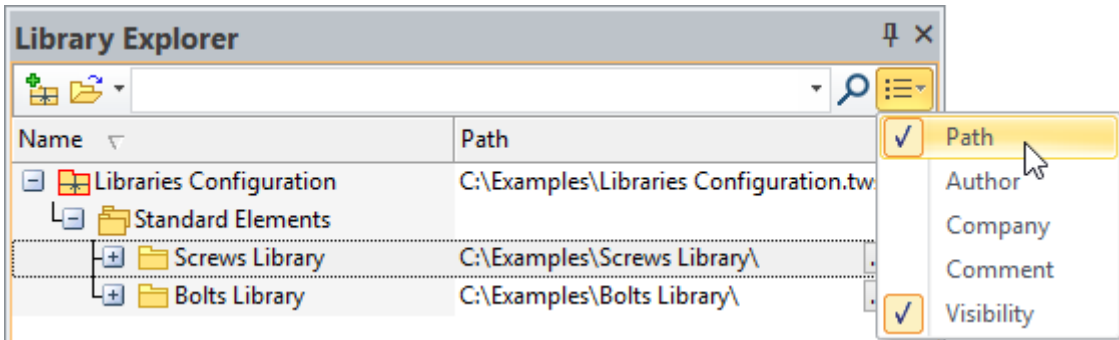 Library Explorer
Name Path
Libraries Configuration C:\Examples\Libraries Configuration.tw
Standard Elements
Screws Library C:\Examples\Screws Library\
Bolts Library C:\Examples\Bolts Library\
Path
Author
Company
Comment
Visibility